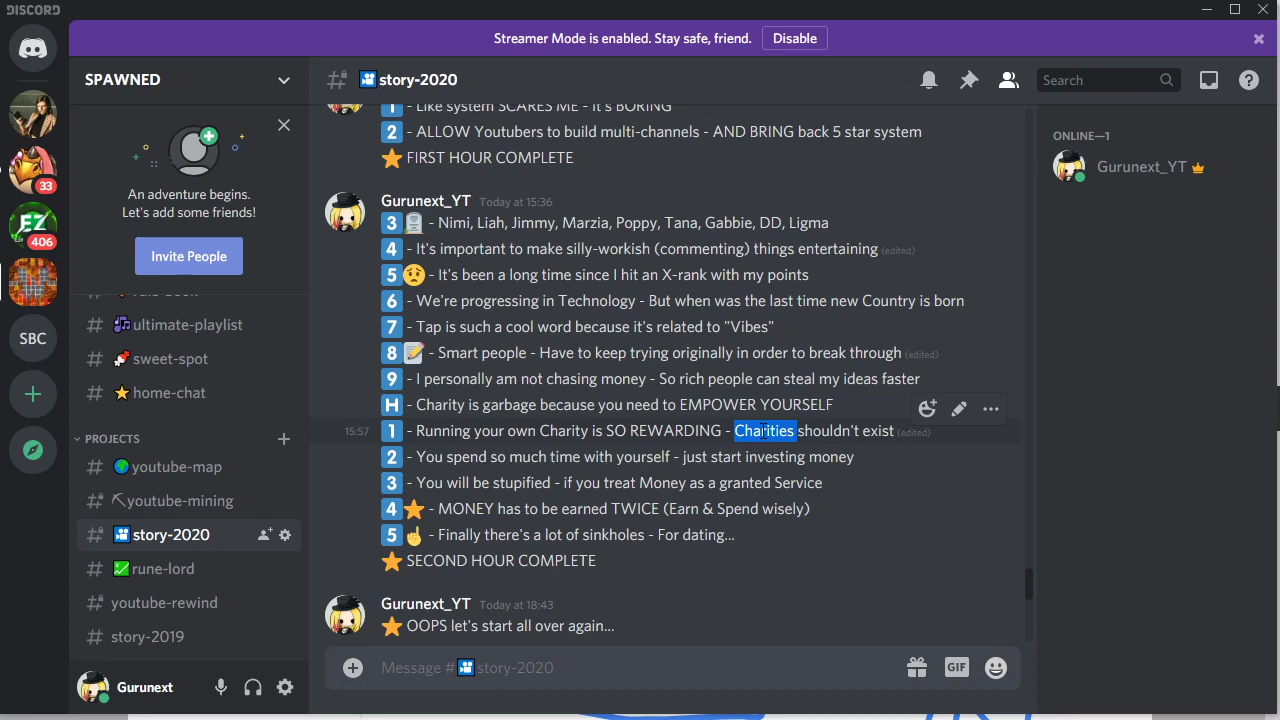 DISCORD
Streamer Mode is enabled. Stay safe, friend. Disable
SPAWNED
story-2020
Search
An adventure begins.
Let's add some friends!
Invite People
33
406
EZ
SBC
ultimate-playlist
sweet-spot
home-chat
PROJECTS
youtube-map
youtube-mining
story-2020
rune-lord
youtube-rewind
story-2019
Gurunext
1 - Like system SCARES ME - It's BORING
2 - ALLOW Youtubers to build multi-channels - AND BRING back 5 star system
FIRST HOUR COMPLETE
Gurunext_YT Today at 15:36
3 - Nimi, Liah, Jimmy, Marzia, Poppy, Tana, Gabbie, DD, Ligma
4 - It's important to make silly-workish (commenting) things entertaining (edited)
5 - It's been a long time since I hit an X-rank with my points
6 - We're progressing in Technology - But when was the last time new Country is born
7 - Tap is such a cool word because it's related to "Vibes"
8 - Smart people - Have to keep trying originally in order to break through (edited)
9 - I personally am not chasing money - So rich people can steal my ideas faster
H - Charity is garbage because you need to EMPOWER YOURSELF
15:57 1 - Running your own Charity is SO REWARDING - Charities shouldn't exist (edited)
2 - You spend so much time with yourself - just start investing money
3 - You will be stupified - if you treat Money as a granted Service
4 - MONEY has to be earned TWICE (Earn & Spend wisely)
5 - Finally there's a lot of sinkholes - For dating...
SECOND HOUR COMPLETE
Gurunext_YT Today at 18:43
OOPS let's start all over again...
Message # story-2020
GIF
ONLINE—1
Gurunext_YT